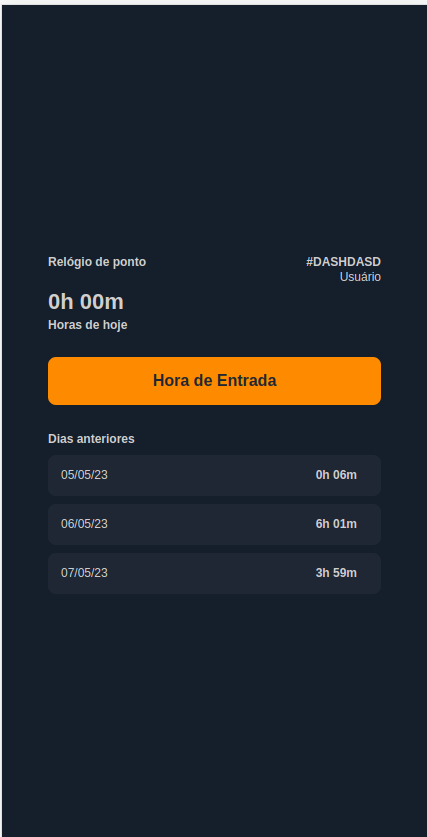 Relógio de ponto
#DASHDASD
Usuário
0h 00m
Horas de hoje
Hora de Entrada
Dias anteriores
05/05/23 0h 06m
06/05/23 6h 01m
07/05/23 3h 59m